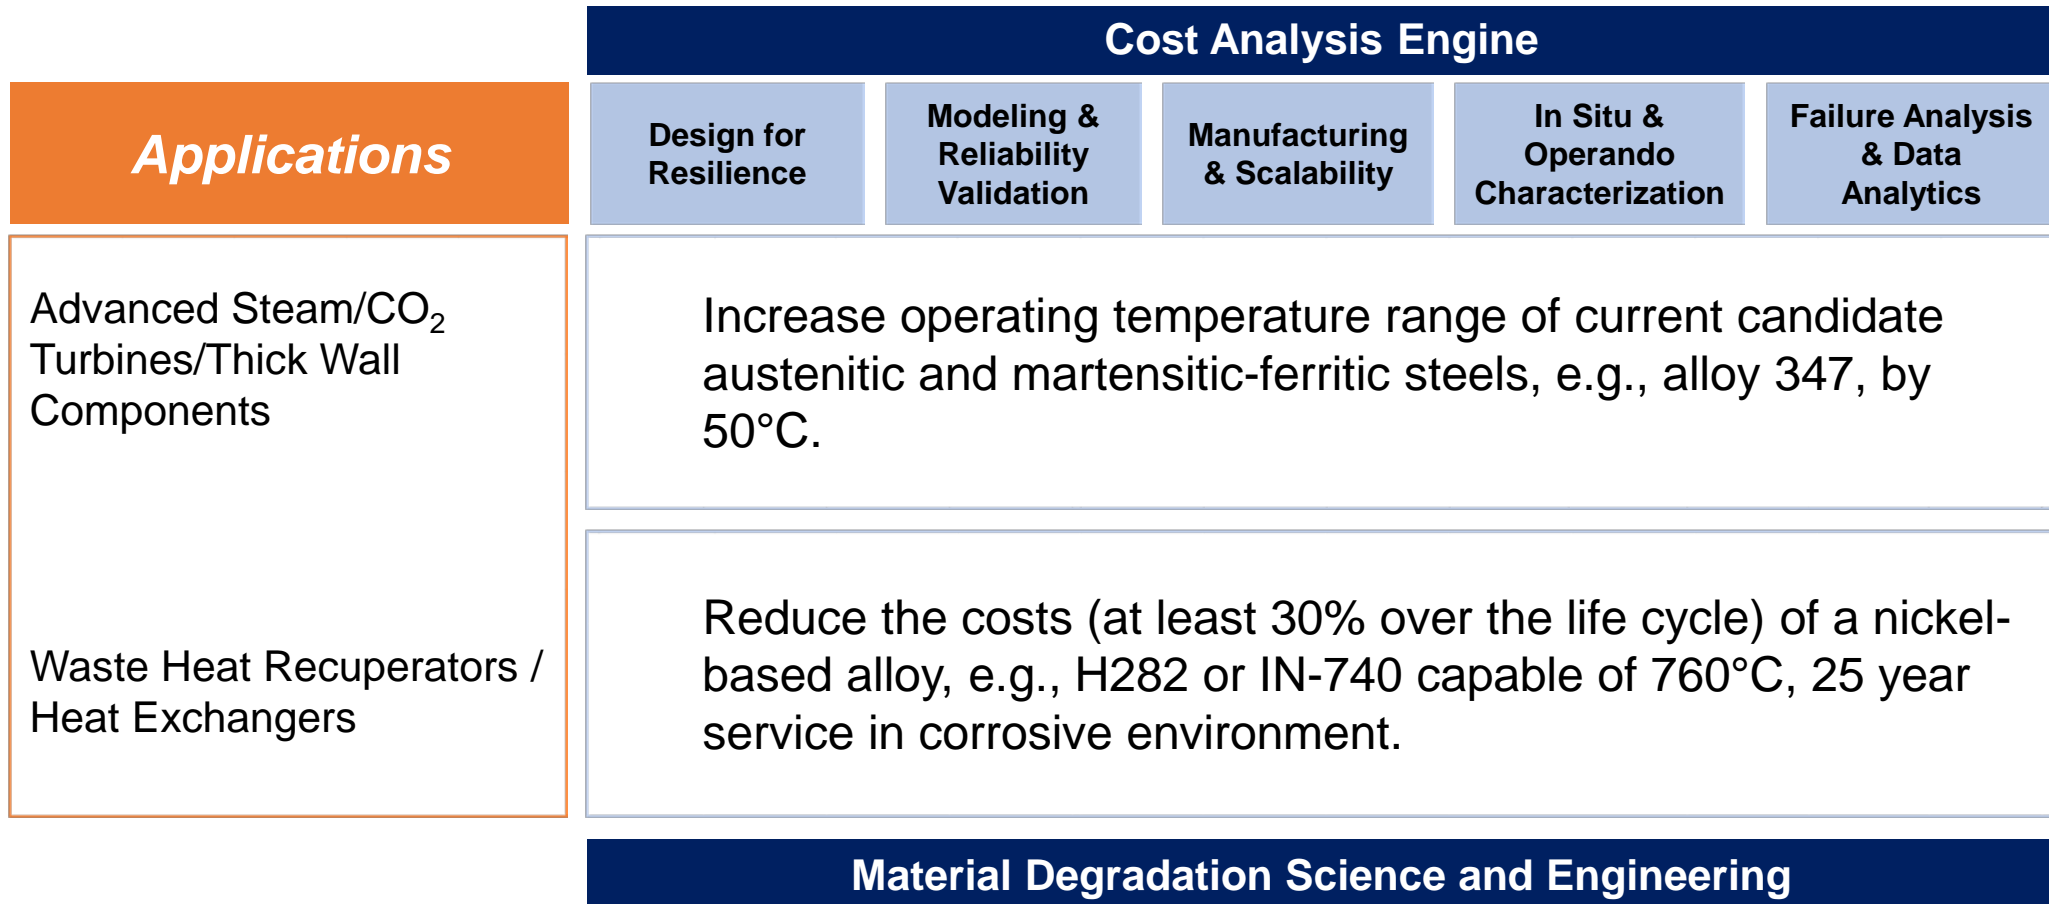 Cost Analysis Engine
Applications
Design for
Resilience
Modeling &
Reliability
Validation
Manufacturing
& Scalability
In Situ &
Operando
Characterization
Failure Analysis
& Data
Analytics
Advanced Steam/CO₂
Turbines/Thick Wall
Components
Increase operating temperature range of current candidate
austenitic and martensitic-ferritic steels, e.g., alloy 347, by
50°C.
Waste Heat Recuperators /
Heat Exchangers
Reduce the costs (at least 30% over the life cycle) of a nickel-
based alloy, e.g., H282 or IN-740 capable of 760°C, 25 year
service in corrosive environment.
Material Degradation Science and Engineering